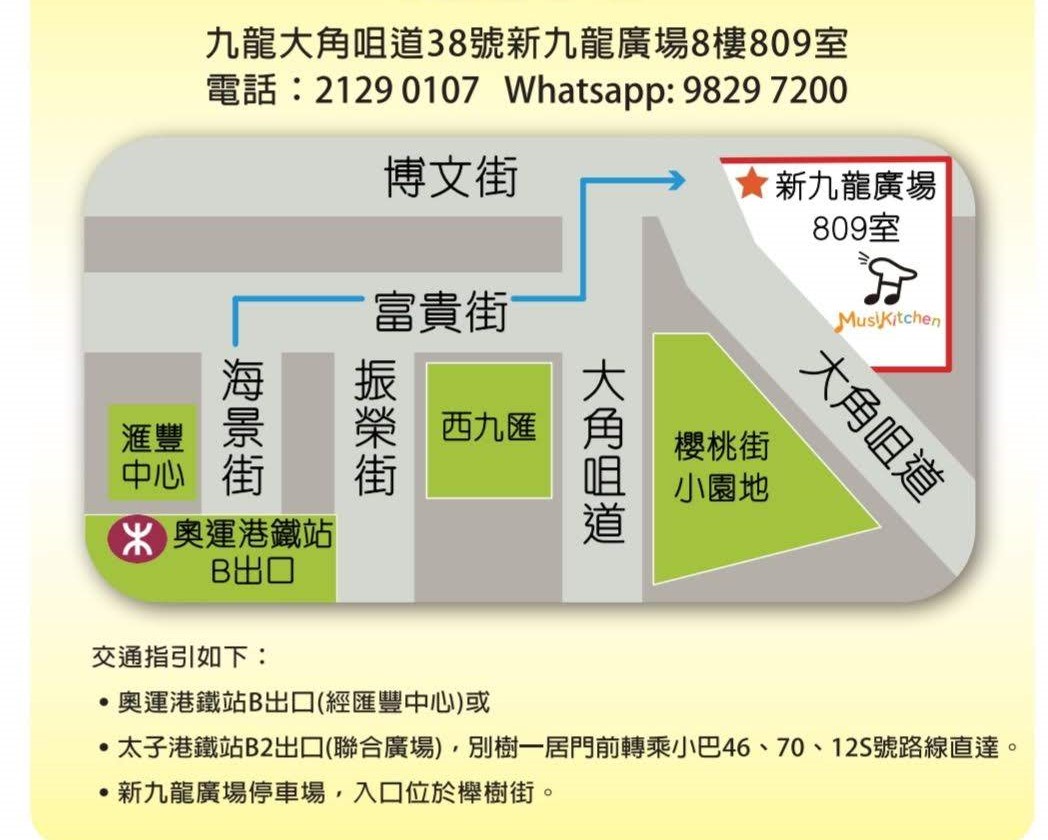 九龍大角咀道38號新九龍廣場8樓809室
電話：2129 0107 Whatsapp: 9829 7200
博文街
新九龍廣場
809室
MusiKitchen
富貴街
海景街
振榮街
大角咀道
大角咀道
西九匯
滙豐
中心
櫻桃街
小園地
奧運港鐵站
B出口
交通指引如下：
• 奧運港鐵站B出口(經匯豐中心)或
• 太子港鐵站B2出口(聯合廣場)，別樹一居門前轉乘小巴46、70、12S號路線直達。
• 新九龍廣場停車場，入口位於游樹街。